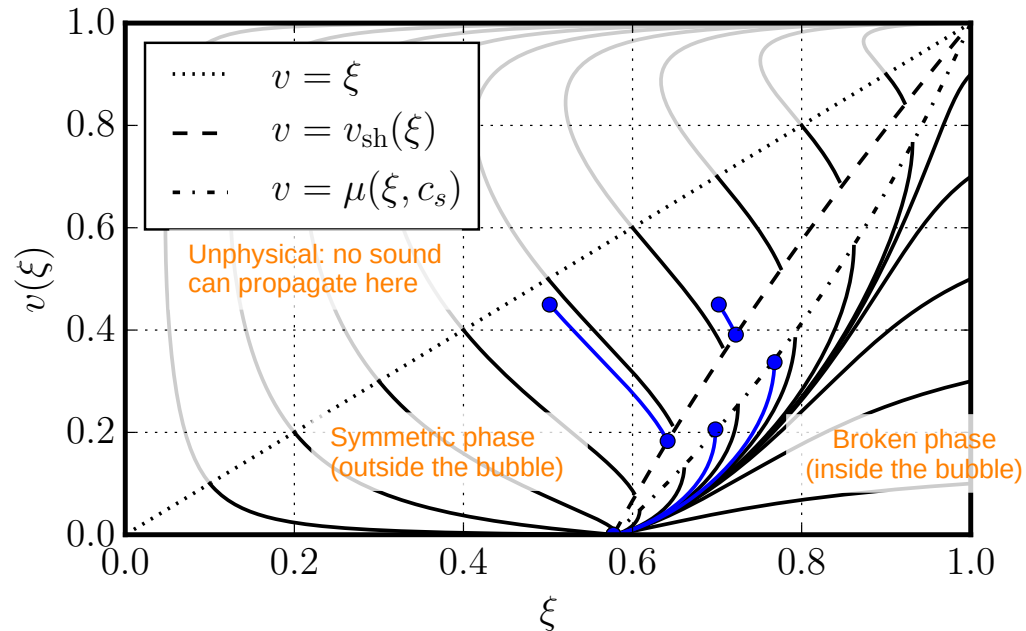 1.0
0.8
0.6
0.4
0.2
0.0
v(ξ)
v = ξ
v = v_sh(ξ)
v = μ(ξ, c_s)
Unphysical: no sound
can propagate here
Symmetric phase
(outside the bubble)
Broken phase
(inside the bubble)
0.0 0.2 0.4 0.6 0.8 1.0
ξ